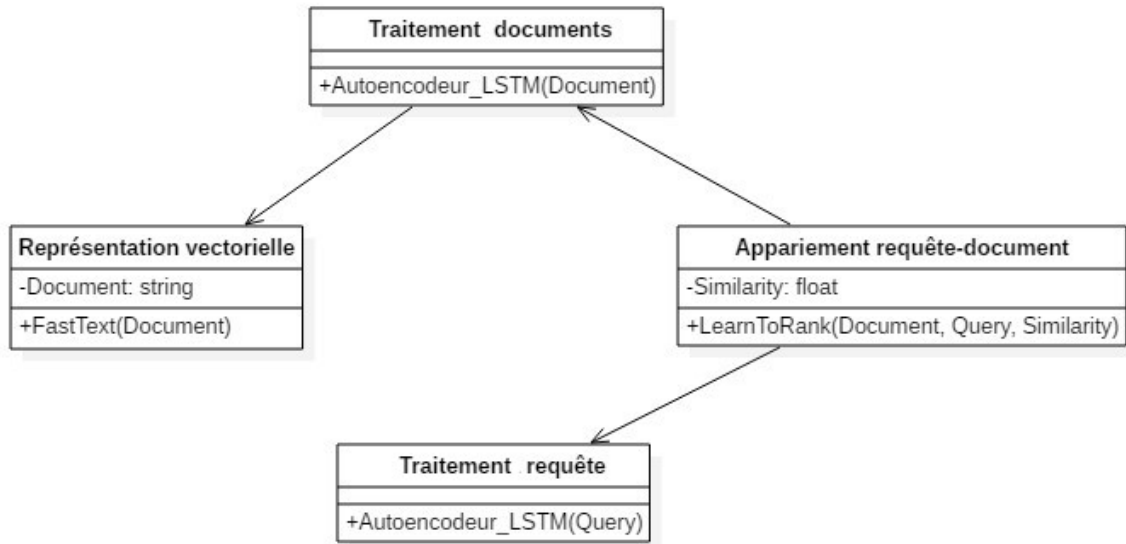 Traitement documents
+Autoencodeur_LSTM(Document)
Représentation vectorielle
-Document: string
+FastText(Document)
Appariement requête-document
-Similarity: float
+LearnToRank(Document, Query, Similarity)
Traitement requête
+Autoencodeur_LSTM(Query)